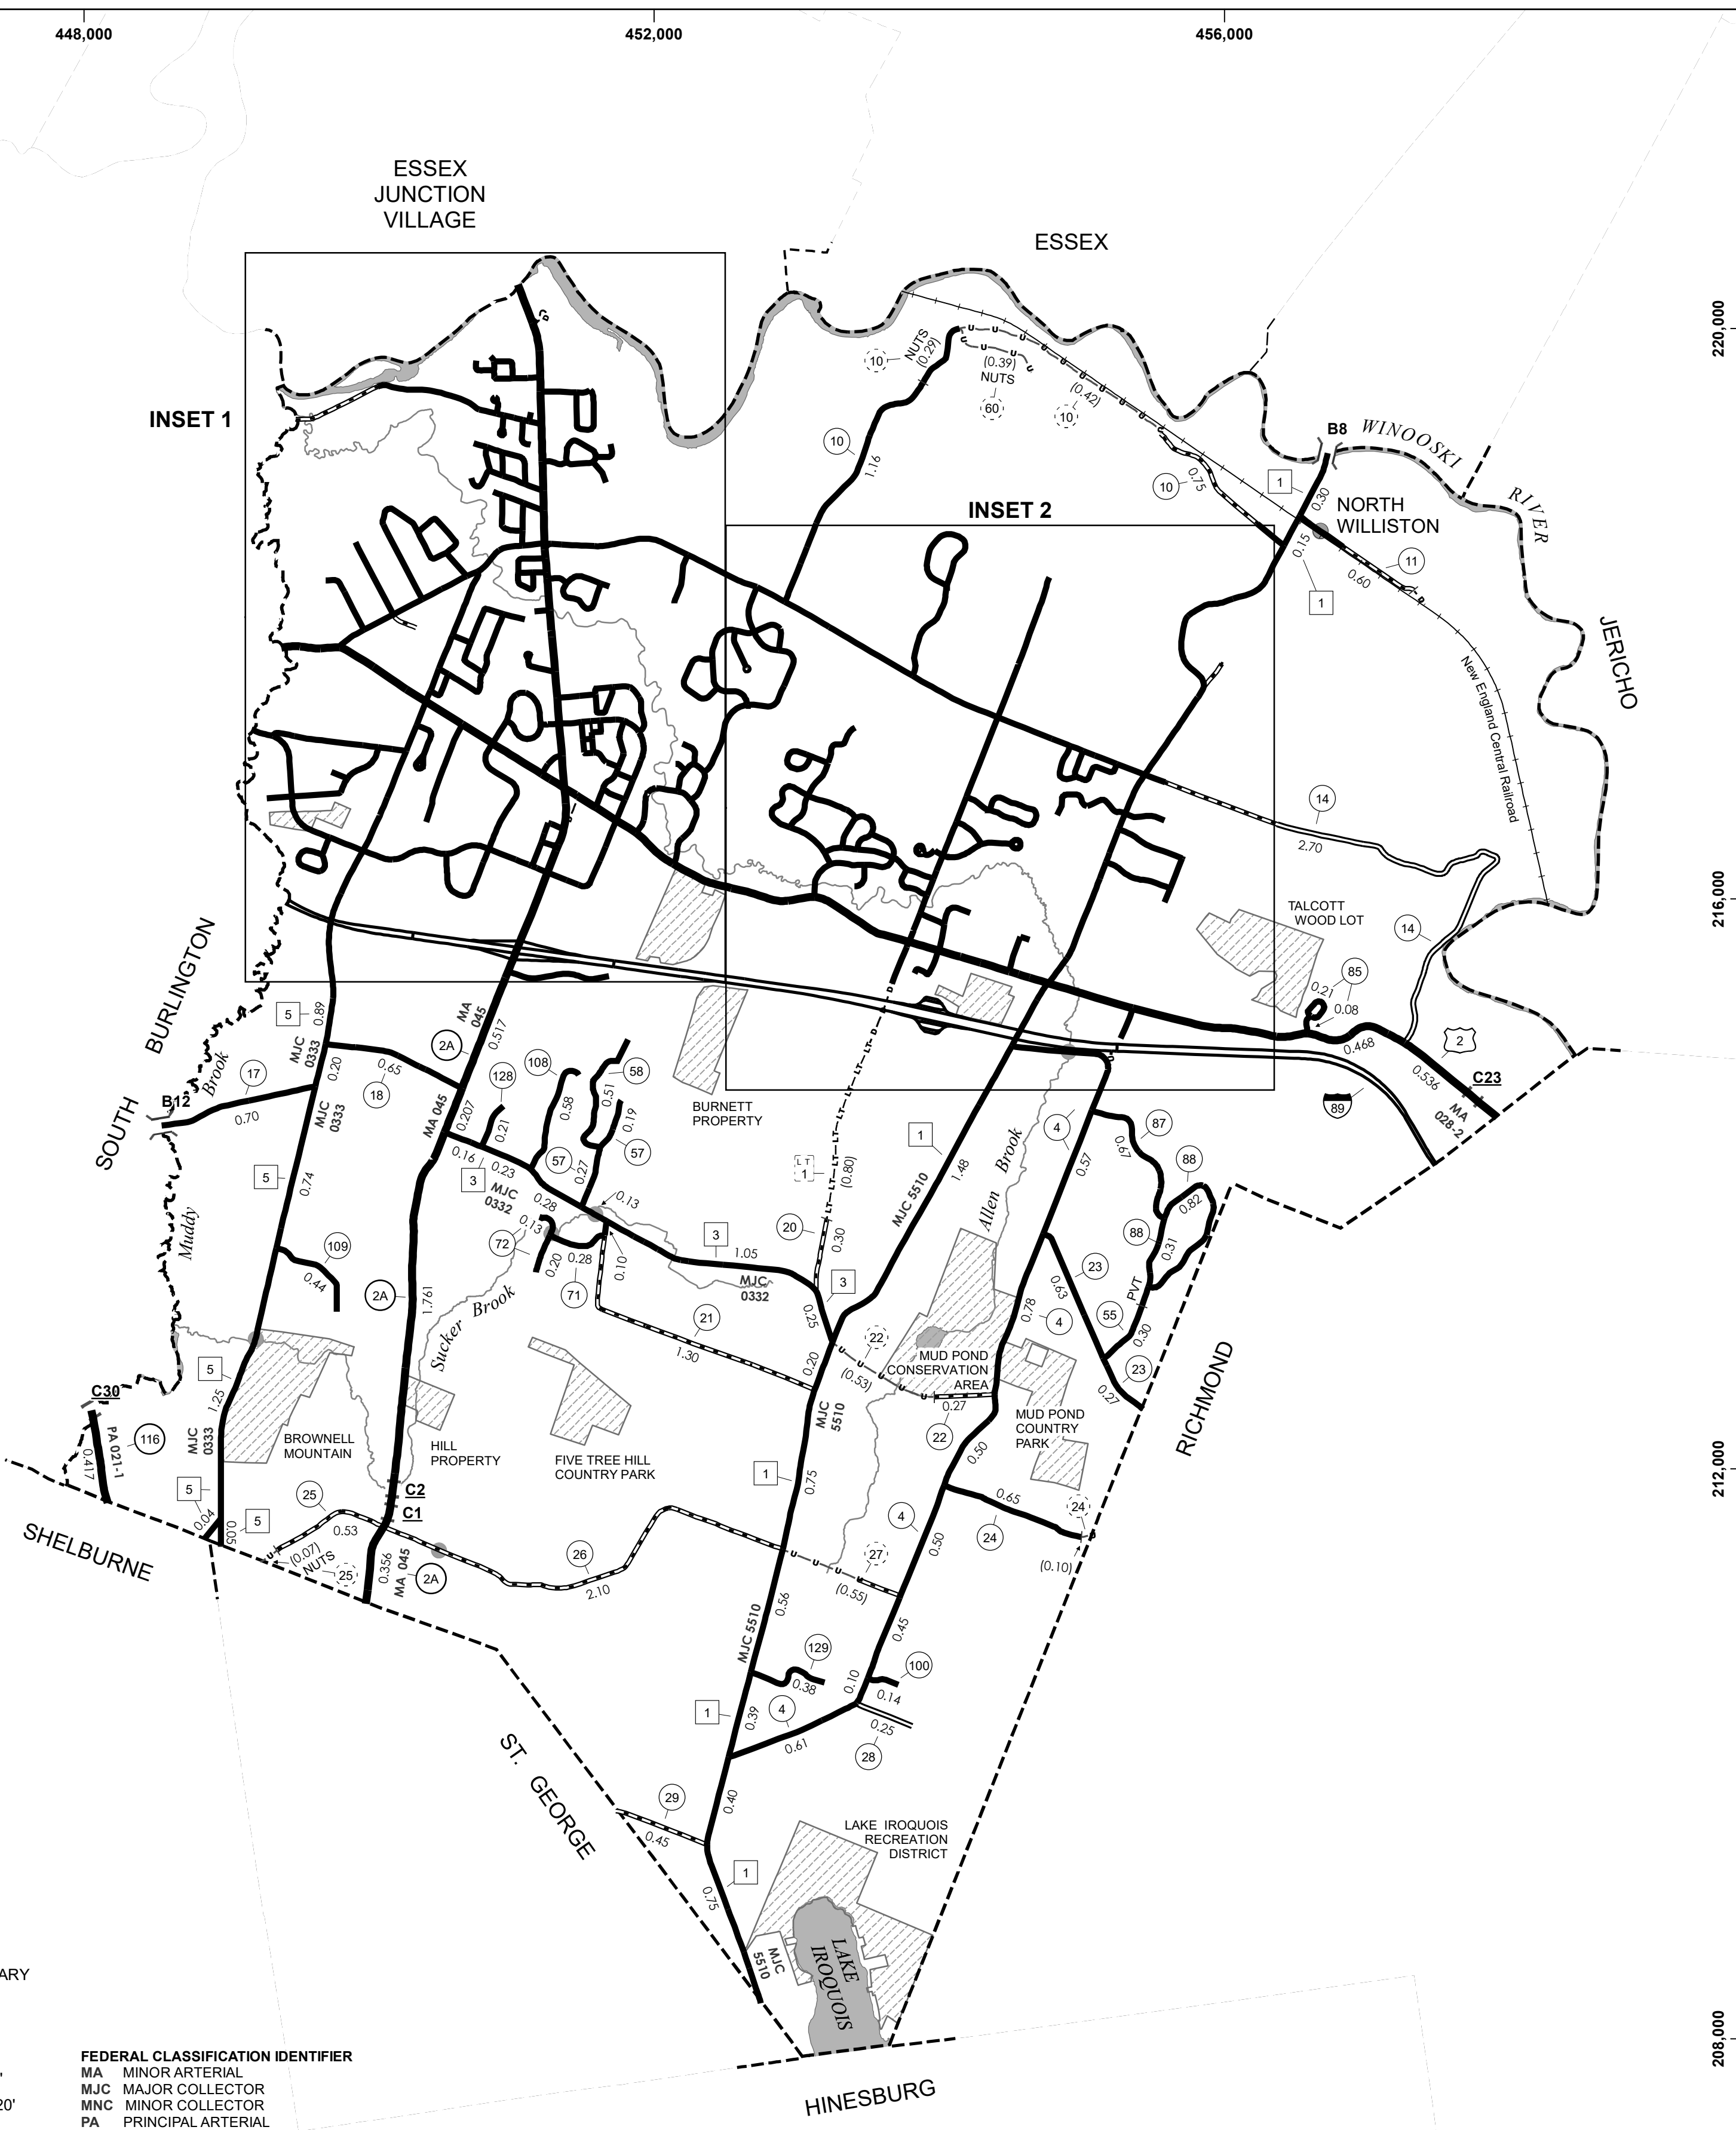 448,000
452,000
456,000
ESSEX
JUNCTION
VILLAGE
ESSEX
220,000
INSET 1
10
NUTS
(0.29)
(0.39)
NUTS
60
(0.42)
10
B8
WINOOSKI
RIVER
10
1.16
1
0.30
NORTH
WILLISTON
10
0.75
INSET 2
0.15
11
0.60
1
JERICHO
New England Central Railroad
14
2.70
TALCOTT
WOOD LOT
14
216,000
85
0.21
0.08
2
0.468
0.536
C23
MA
028-2
89
SOUTH BURLINGTON
5
0.89
MA
045
0.517
2A
MJC
0333
0.20
0.65
18
Brook
17
B12
0.70
MJC
0333
128
108
58
0.51
0.58
0.19
0.207
0.21
MA 045
57
0.27
57
0.16
0.23
3
MJC
0332
0.28
0.13
BURNETT
PROPERTY
1
4
0.57
87
0.67
88
0.82
LT
1
(0.80)
1.48
MJC 5510
Allen Brook
5
0.74
Muddy
0.13
72
0.20
0.28
71
0.10
3
1.05
MJC
0332
20
0.30
3
0.25
88
0.31
PVT
23
0.63
55
0.30
109
0.44
2A
1.761
Sucker Brook
21
1.30
0.20
22
(0.53)
0.78
4
MUD POND
CONSERVATION
AREA
23
0.27
5
1.25
MJC
5510
0.27
22
MUD POND
COUNTRY
PARK
RICHMOND
C30
PA 021-1
116
0.417
MJC
0333
BROWNELL
MOUNTAIN
HILL
PROPERTY
FIVE TREE HILL
COUNTRY PARK
1
0.75
0.50
212,000
5
0.04
0.05
5
25
0.53
C2
C1
0.65
24
24
(0.10)
4
0.50
SHELBURNE
(0.07)
NUTS
25
0.356
MA 045
2A
26
2.10
27
(0.55)
0.56
MJC 5510
0.45
129
0.38
0.10
100
0.14
1
0.39
4
0.61
0.25
28
ST. GEORGE
29
0.45
0.40
LAKE IROQUOIS
RECREATION
DISTRICT
1
0.75
MJC
5510
LAKE
IROQUOIS
ARY
208,000
FEDERAL CLASSIFICATION IDENTIFIER
MA MINOR ARTERIAL
MJC MAJOR COLLECTOR
MNC MINOR COLLECTOR
PA PRINCIPAL ARTERIAL
20'
HINESBURG